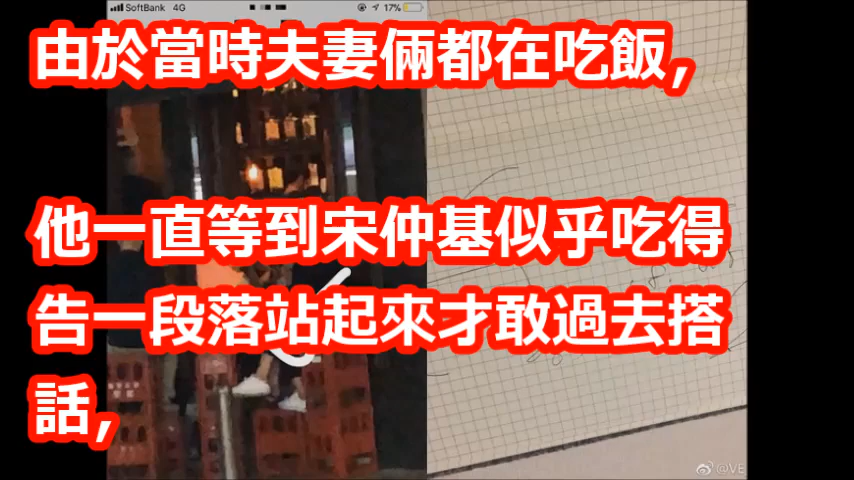 SoftBank 4G 17%
由於當時夫妻倆都在吃飯,
他一直等到宋仲基似乎吃得
告一段落站起來才敢過去搭
話,
@VE